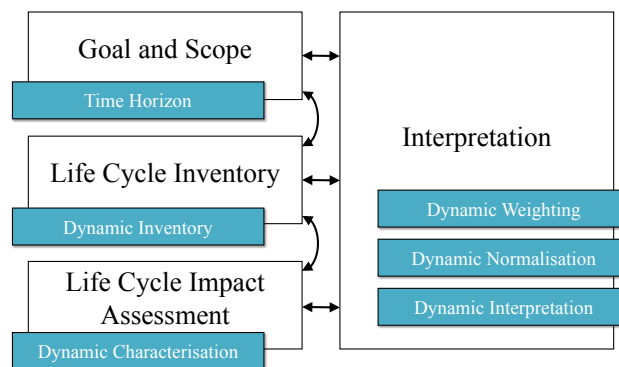 Goal and Scope
Time Horizon
Life Cycle Inventory
Dynamic Inventory
Life Cycle Impact
Assessment
Dynamic Characterisation
Interpretation
Dynamic Weighting
Dynamic Normalisation
Dynamic Interpretation